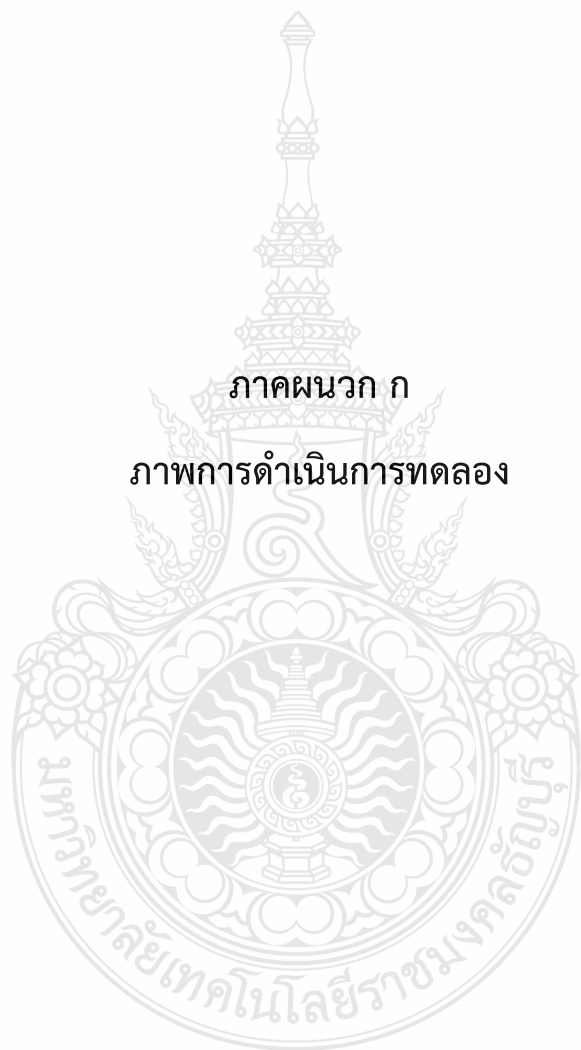 ภาคผนวก ก
ภาพการดำเนินการทดลอง
มหาวิทยาลัยเทคโนโลยีราชมงคลธัญบุรี